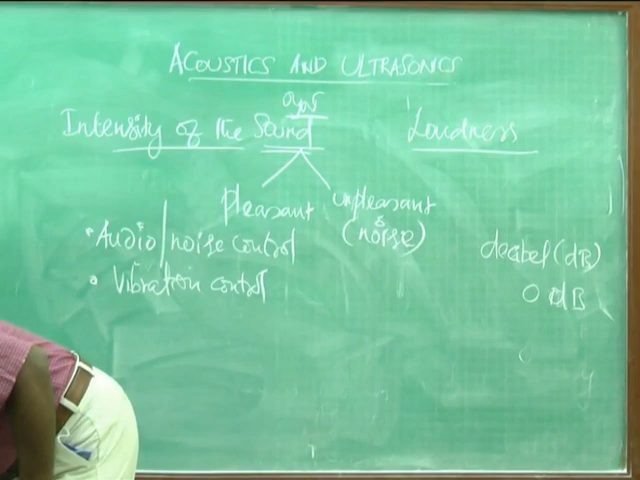 ACOUSTICS AND ULTRASONICS
Intensity of the Sound
Loudness
pleasant unpleasant
(noise)
• Audio/noise control
• Vibration control
decibel (dB)
0 dB